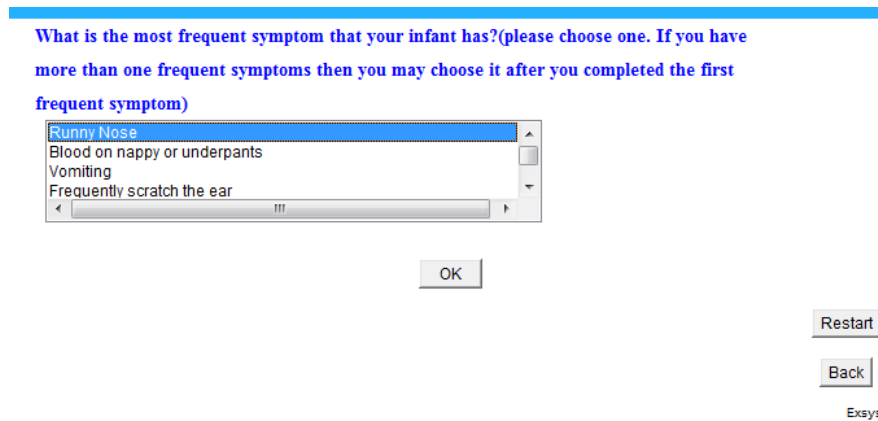 What is the most frequent symptom that your infant has?(please choose one. If you have
more than one frequent symptoms then you may choose it after you completed the first
frequent symptom)
Runny Nose
Blood on nappy or underpants
Vomiting
Frequently scratch the ear
OK
Restart
Back
Exsys